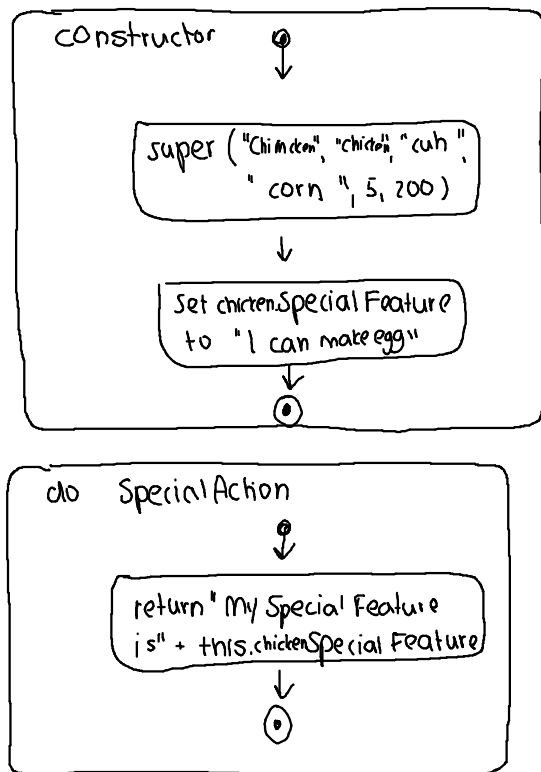 constructor
super ("Chimcken", "chicten", "cuh",
"corn", 5, 200)
set chicken.Special Feature
to "I can make egg"
do SpecialAction
return "My Special Feature
is" + this.chickenSpecial Feature